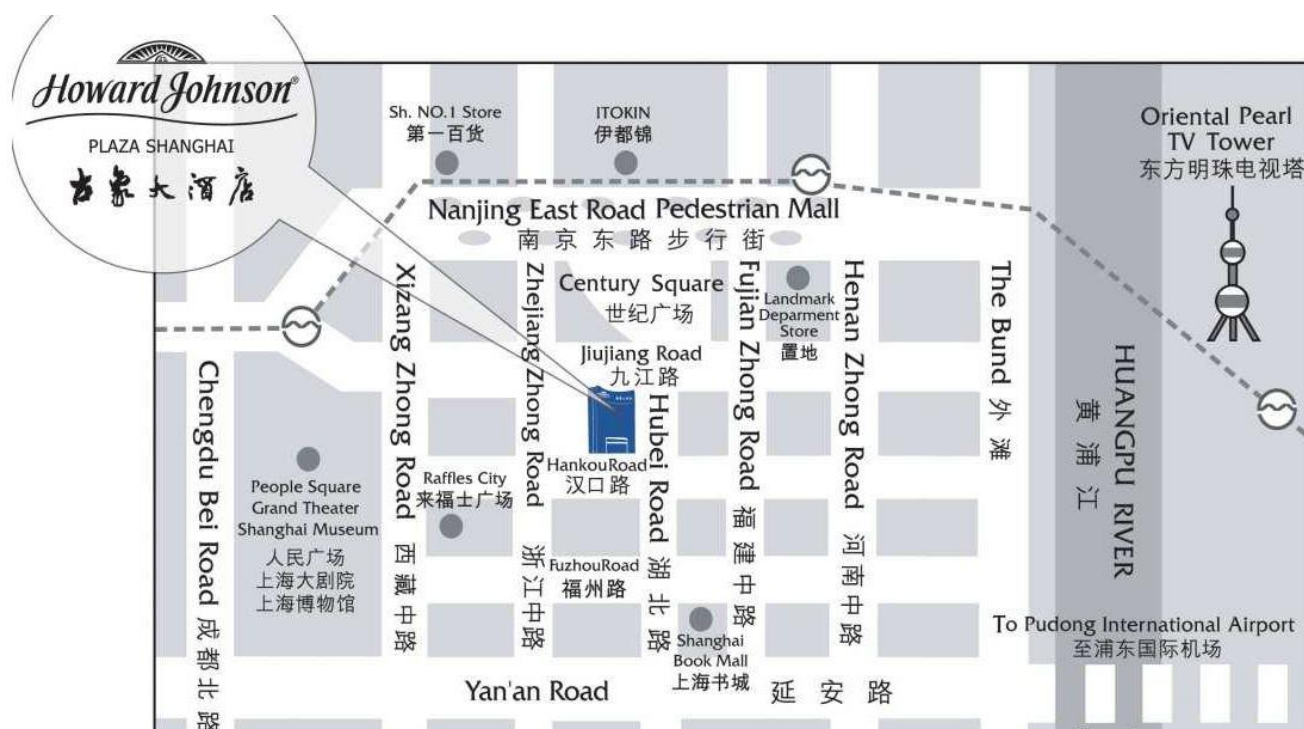 Howard Johnson®
PLAZA SHANGHAI
古象大酒店
Sh. NO.1 Store
第一百货
ITOKIN
伊都锦
Oriental Pearl
TV Tower
东方明珠电视塔
Nanjing East Road Pedestrian Mall
南京东路步行街
Century Square
世纪广场
Landmark
Deparment
Store
置地
Jiujiang Road
九江路
HankouRoad
汉口路
Raffles City
来福士广场
FuzhouRoad
福州路
People Square
Grand Theater
Shanghai Museum
人民广场
上海大剧院
上海博物馆
Shanghai
Book Mall
上海书城
Chengdu Bei Road 成都北路
Xizang Zhong Road 西藏中路
Zhejiang Zhong Road 浙江中路
Hubei Road 湖北路
Fujian Zhong Road 福建中路
Henan Zhong Road 河南中路
The Bund 外滩
HUANGPU RIVER
黄浦江
To Pudong International Airport
至浦东国际机场
Yan'an Road 延安路